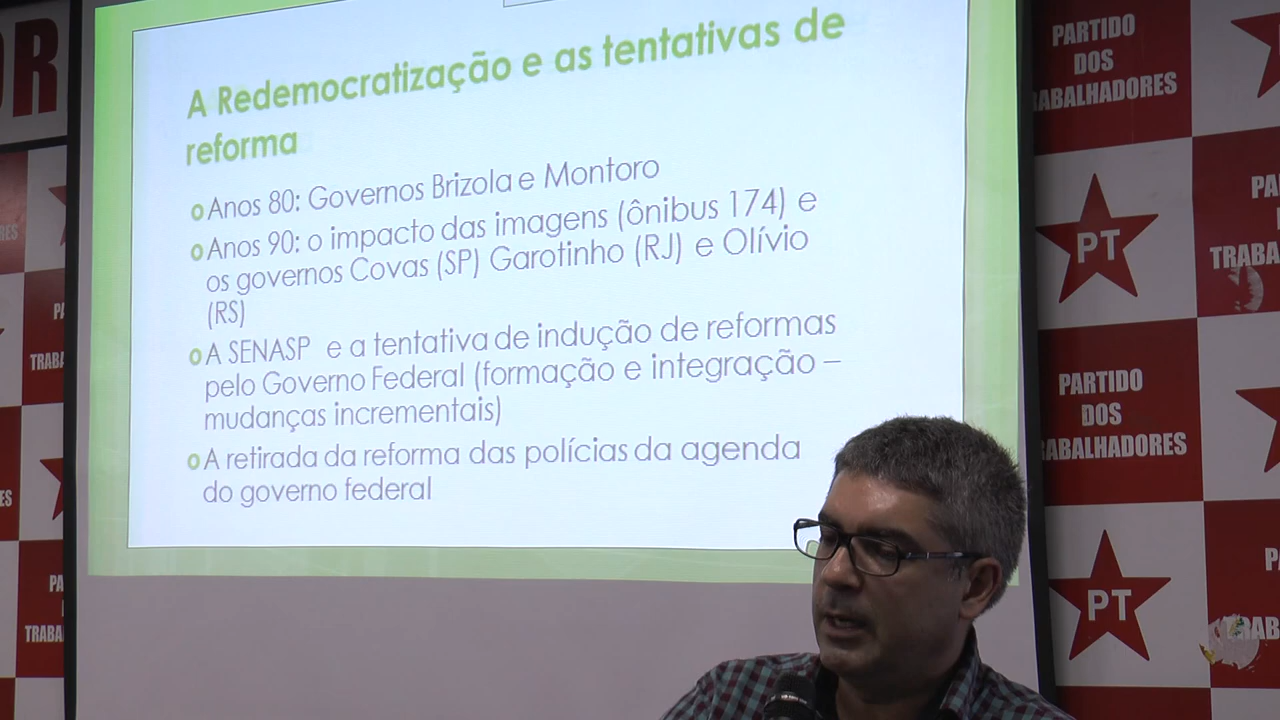 A Redemocratização e as tentativas de
reforma
Anos 80: Governos Brizola e Montoro
Anos 90: o impacto das imagens (ônibus 174) e
os governos Covas (SP) Garotinho (RJ) e Olívio
(RS)
A SENASP e a tentativa de indução de reformas
pelo Governo Federal (formação e integração –
mudanças incrementais)
A retirada da reforma das polícias da agenda
do governo federal
PARTIDO
DOS
TRABALHADORES
PT
PARTIDO
DOS
TRABALHADORES
PT